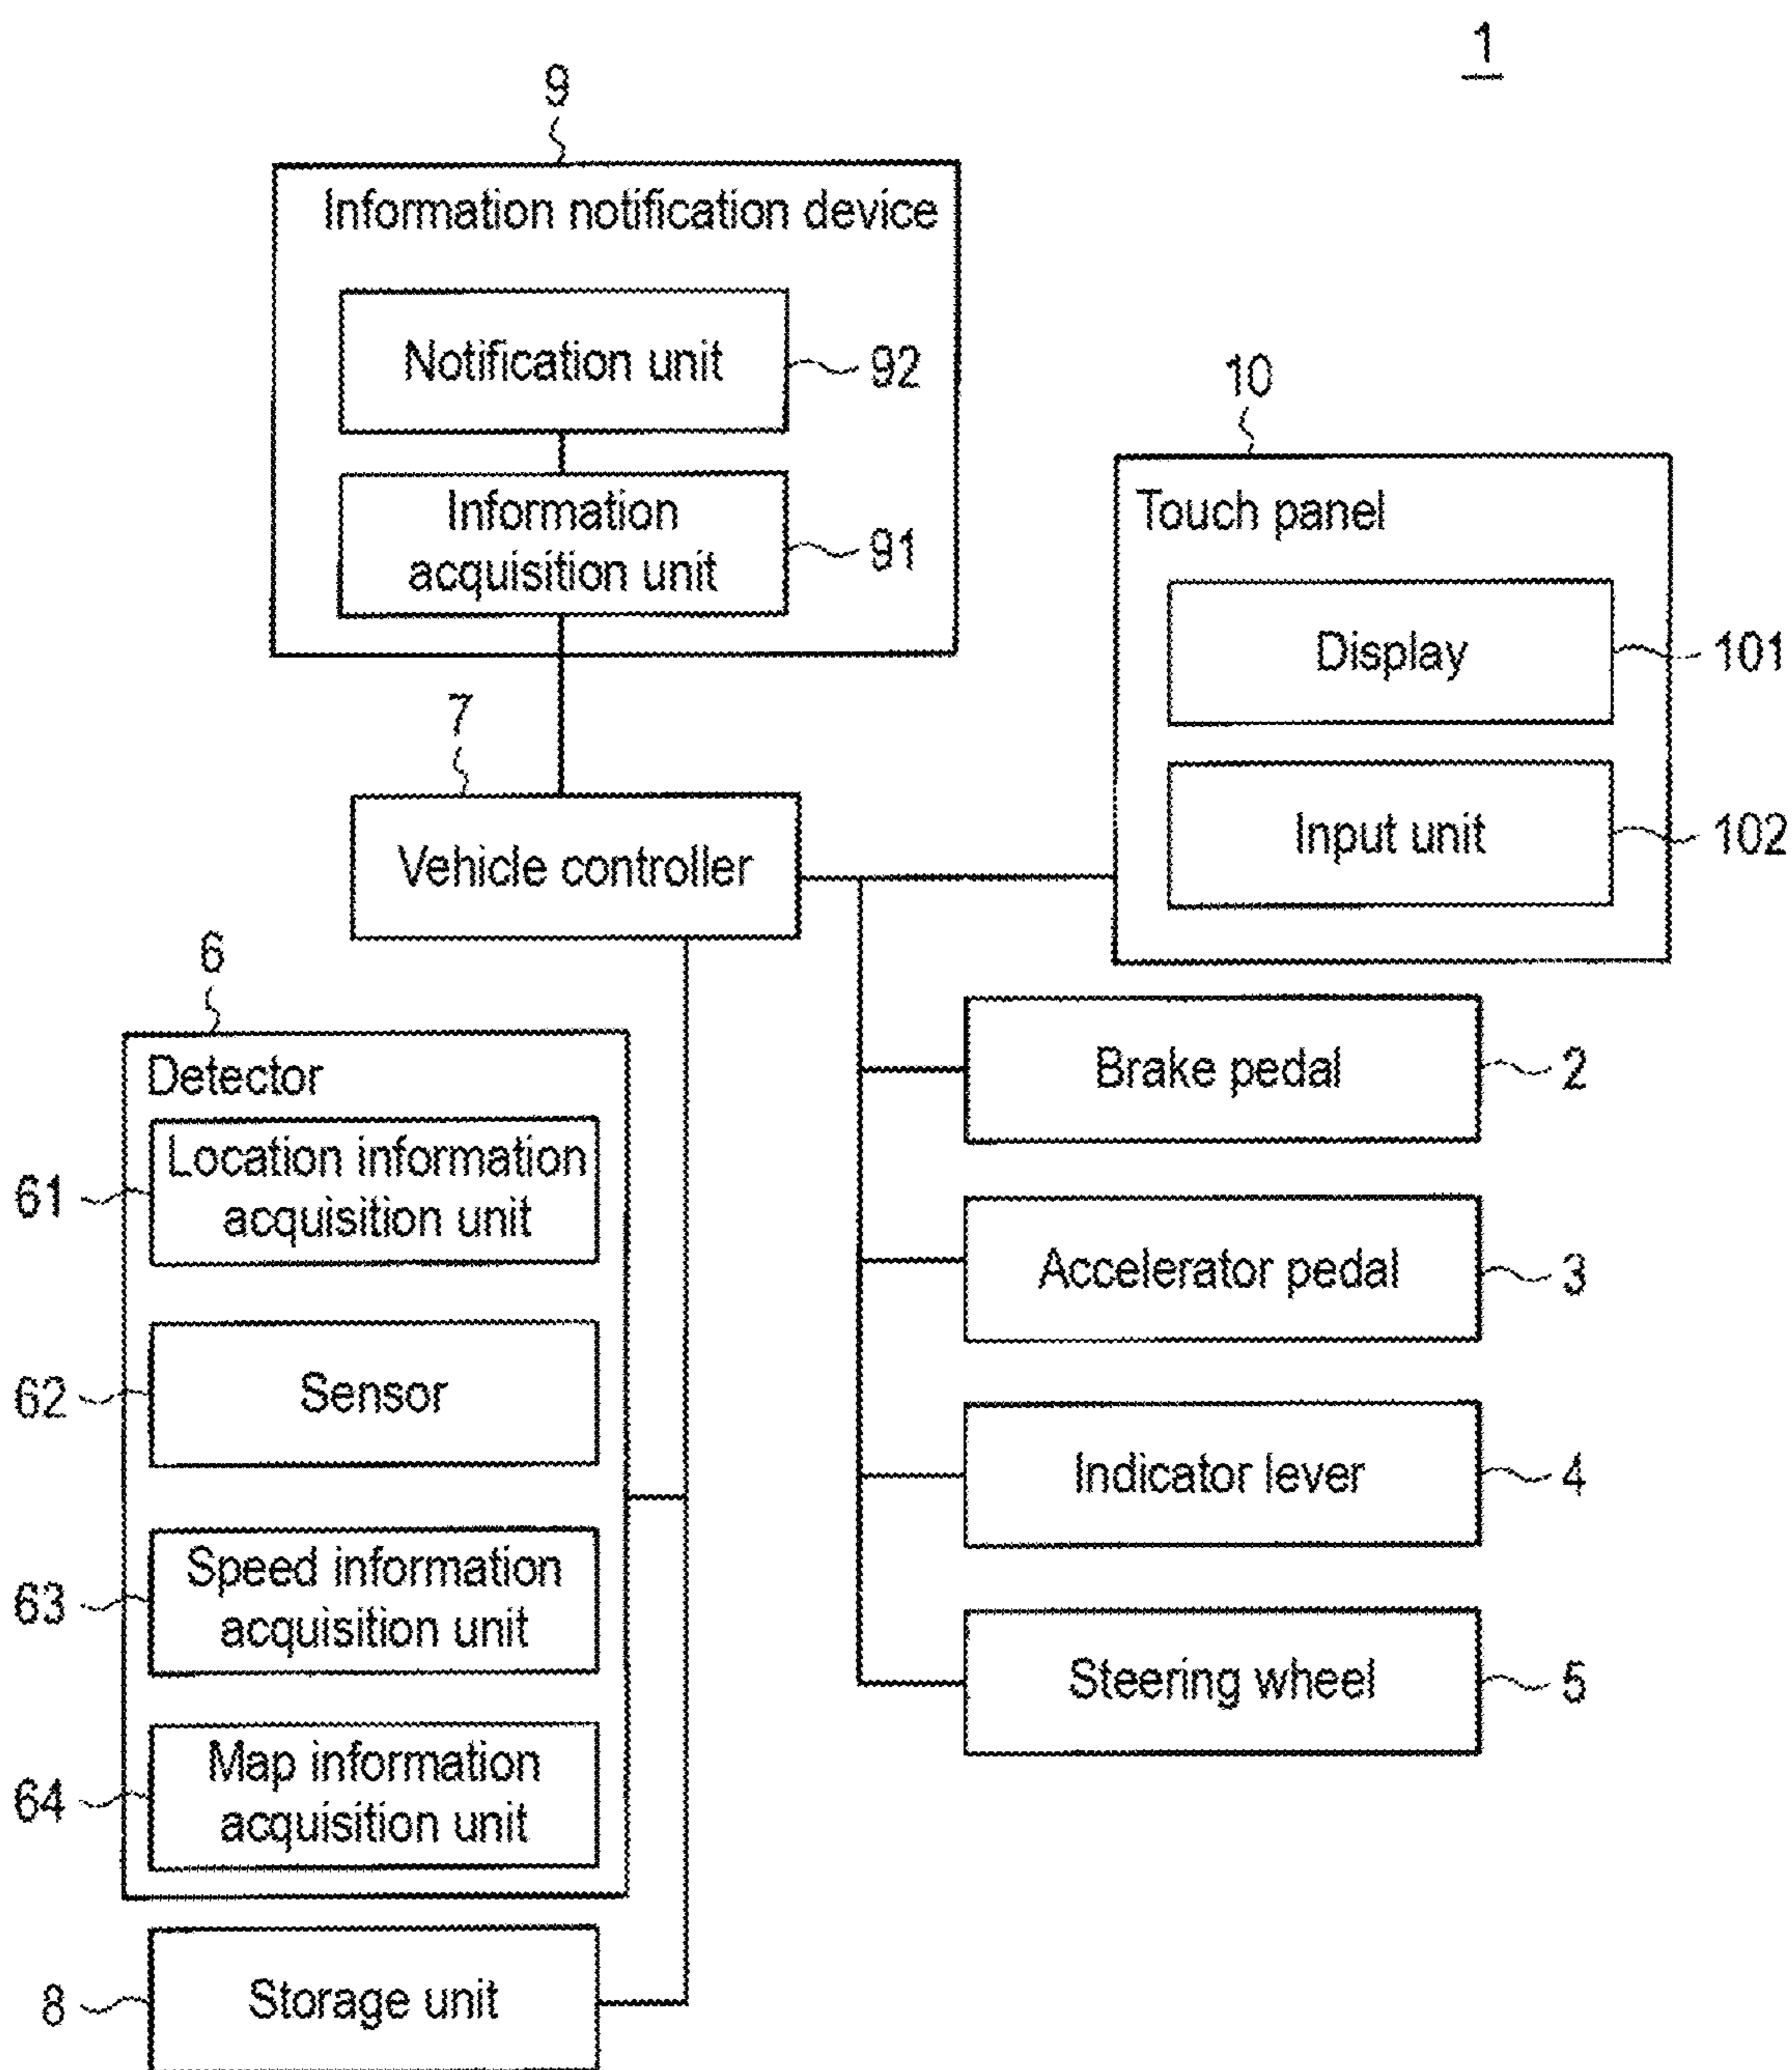 1
9
Information notification device
Notification unit
92
Information
acquisition unit
91
10
Touch panel
Display
101
Input unit
102
7
Vehicle controller
6
Detector
Location information
acquisition unit
61
Sensor
62
Speed information
acquisition unit
63
Map information
acquisition unit
64
Storage unit
8
Brake pedal
2
Accelerator pedal
3
Indicator lever
4
Steering wheel
5